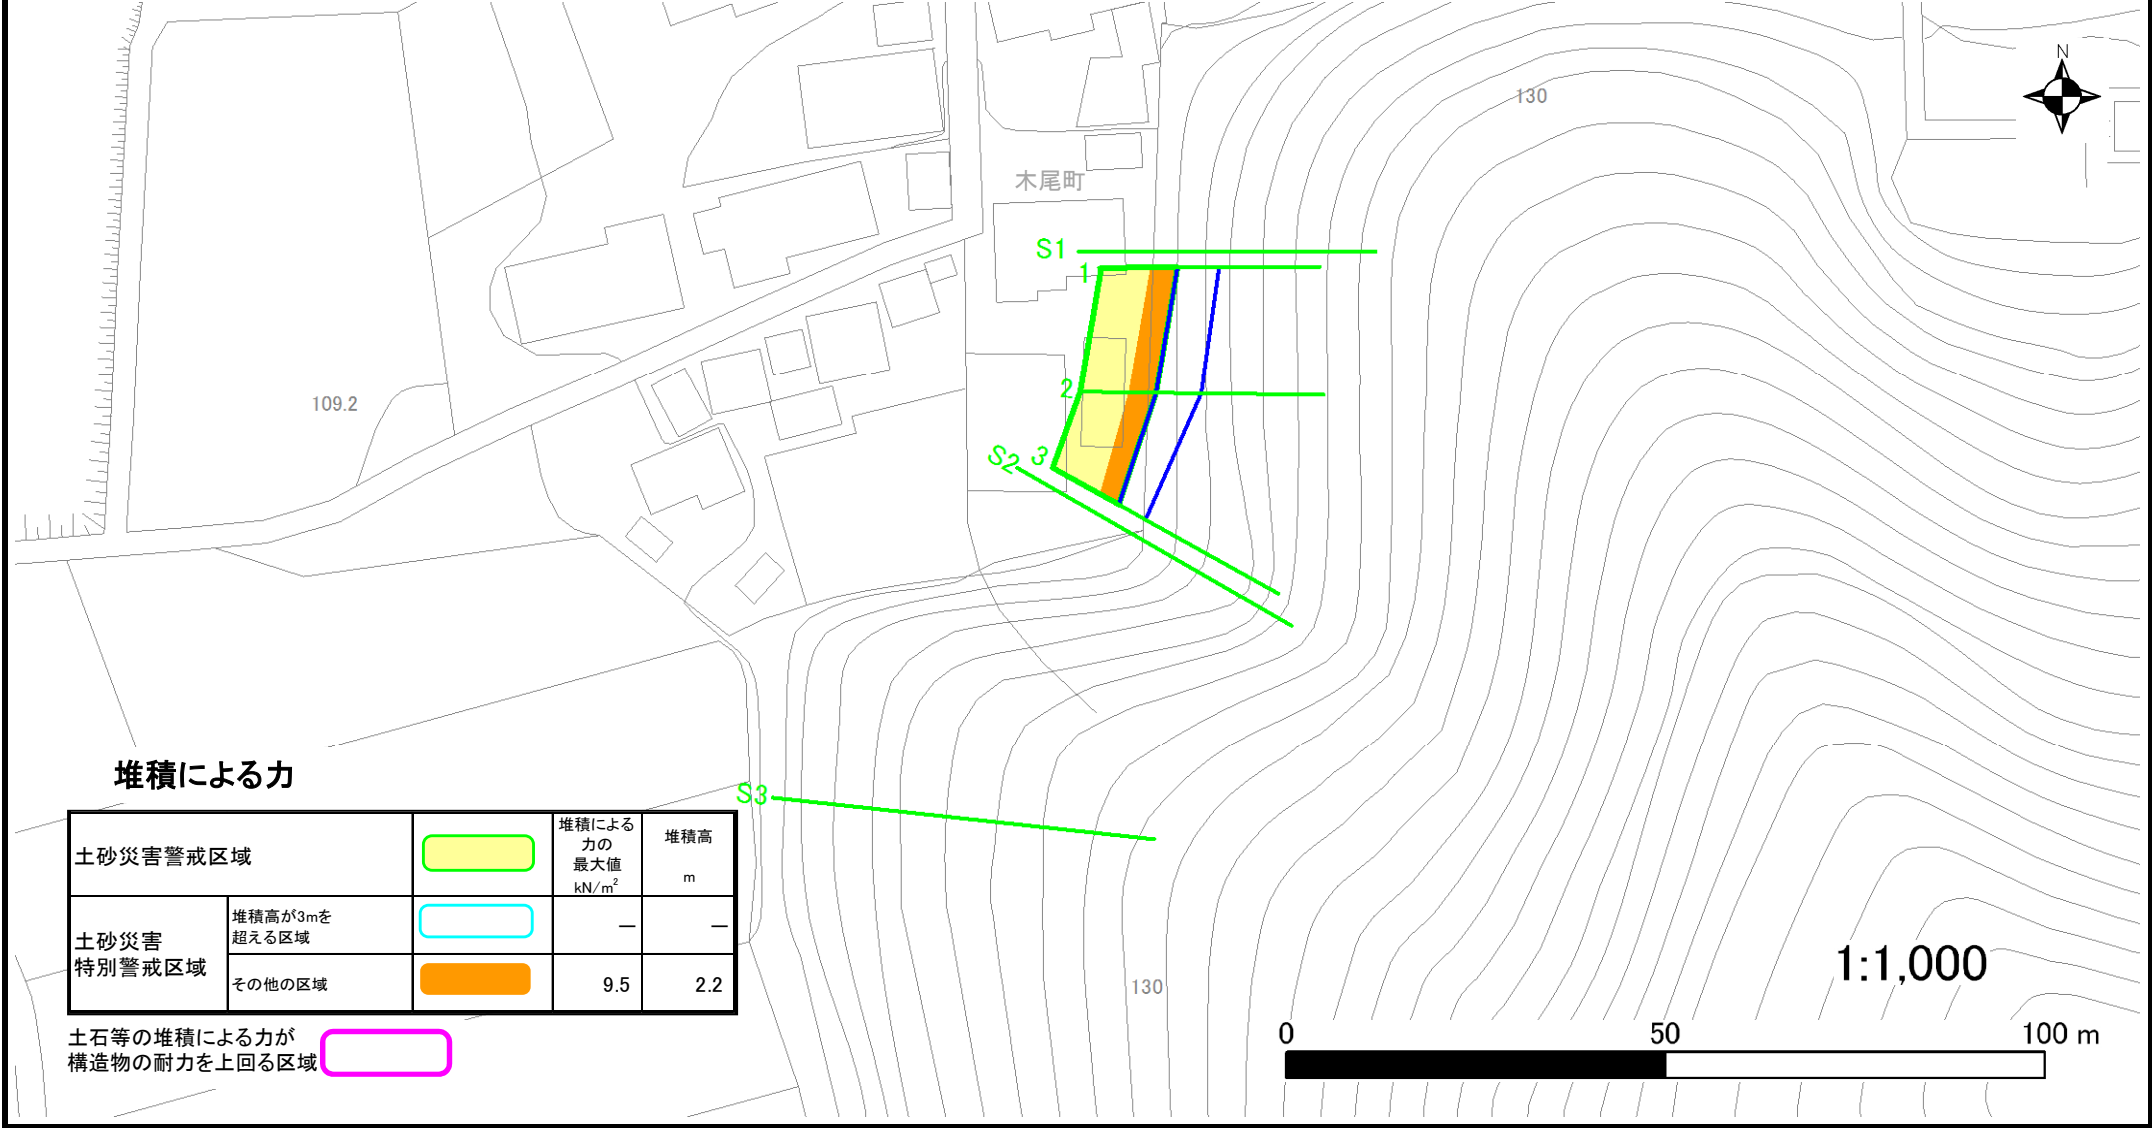 N
130
木尾町
S1
1
2
109.2
S2
3
S3
堆積による力
土砂災害警戒区域
堆積による
力の
最大値
kN/m²
堆積高
m
土砂災害
特別警戒区域
堆積高が3mを
超える区域
―
―
その他の区域
9.5
2.2
土石等の堆積による力が
構造物の耐力を上回る区域
130
1:1,000
0
50
100 m